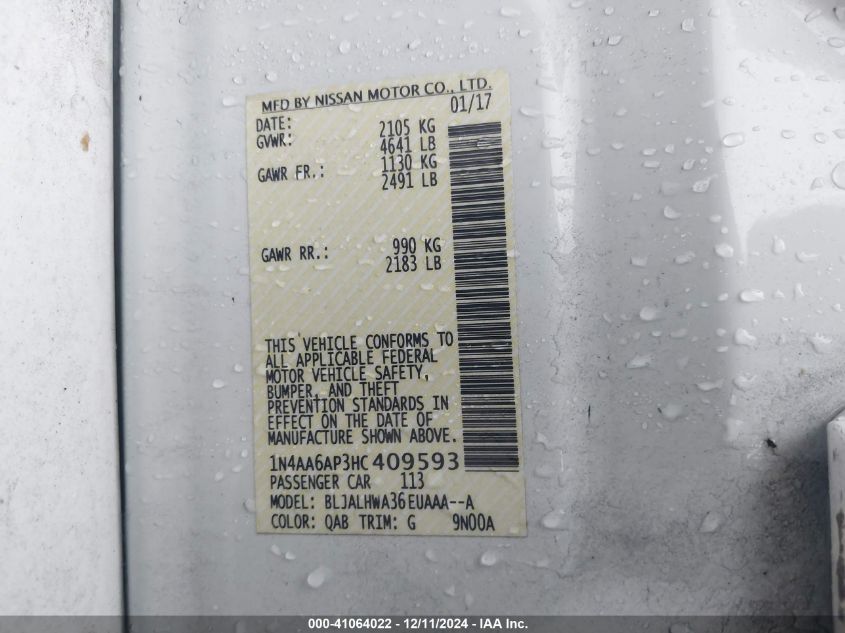 MFD BY NISSAN MOTOR CO., LTD.
DATE: 01/17
GVWR: 2105 KG
4641 LB
GAWR FR.: 1130 KG
2491 LB
GAWR RR.: 990 KG
2183 LB
THIS VEHICLE CONFORMS TO
ALL APPLICABLE FEDERAL
MOTOR VEHICLE SAFETY,
BUMPER, AND THEFT
PREVENTION STANDARDS IN
EFFECT ON THE DATE OF
MANUFACTURE SHOWN ABOVE.
1N4AA6AP3HC409593
PASSENGER CAR 113
MODEL: BLJALHWA36EUAAA--A
COLOR: QAB TRIM: G 9N00A
000-41064022 - 12/11/2024 - IAA Inc.